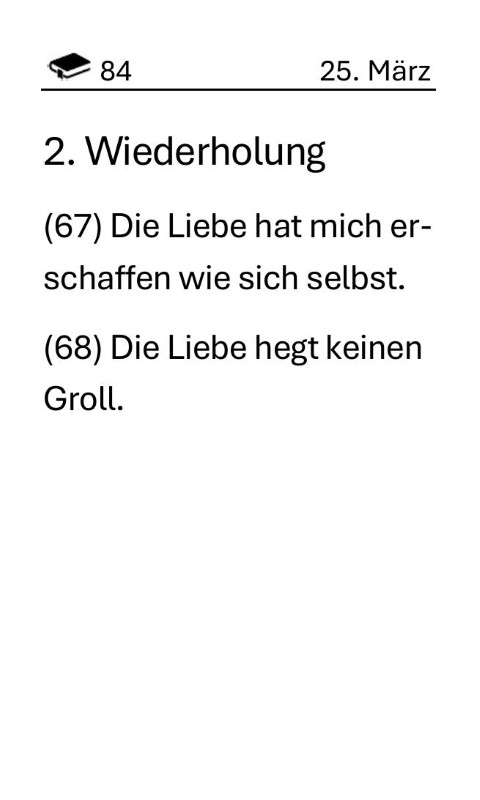 84 25. März
2. Wiederholung
(67) Die Liebe hat mich er-
schaffen wie sich selbst.
(68) Die Liebe hegt keinen
Groll.